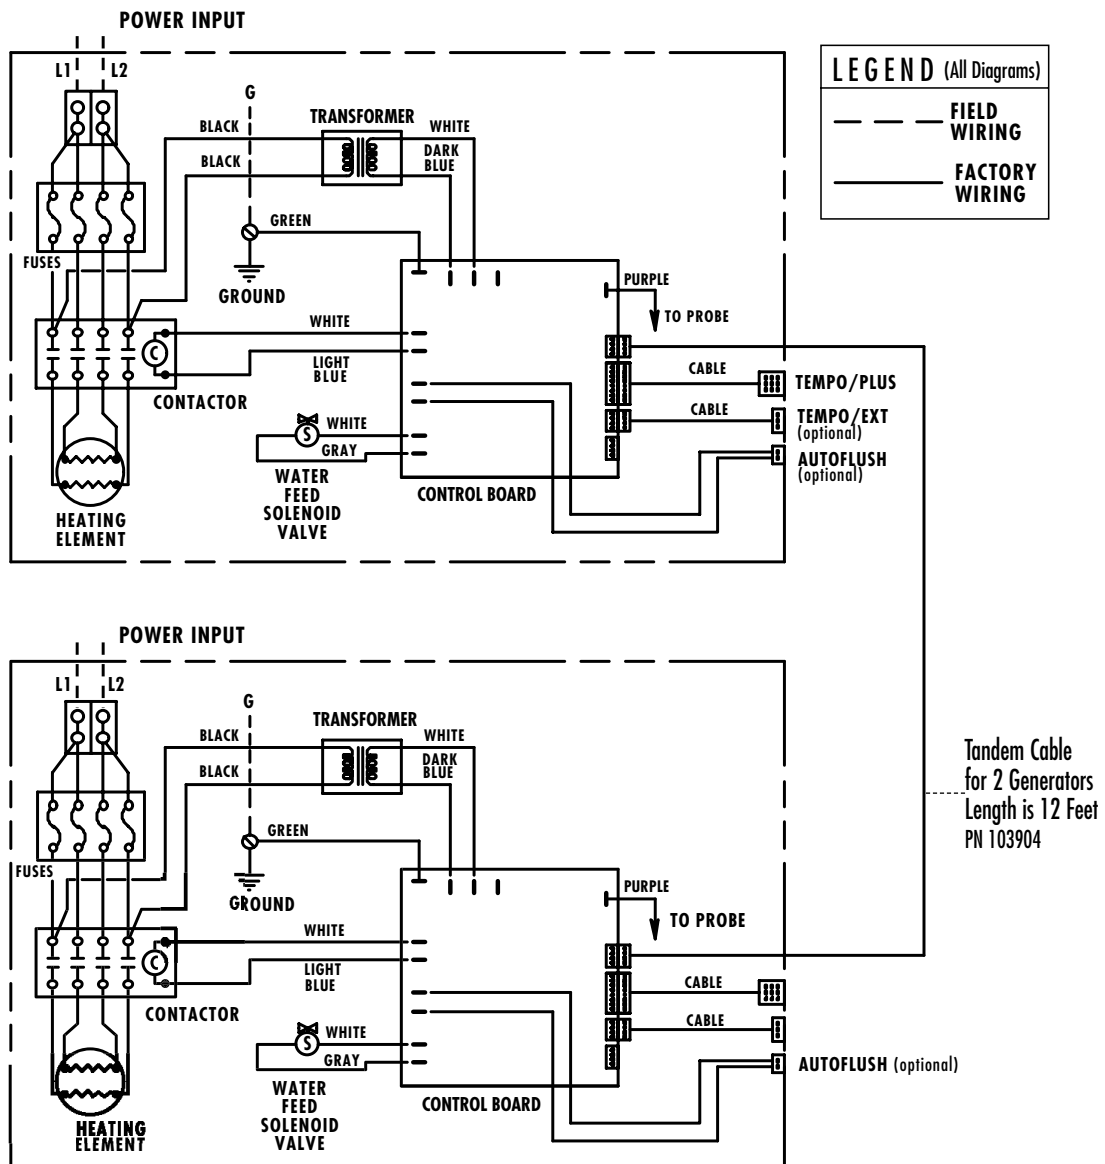 POWER INPUT
L1 L2
G
TRANSFORMER
BLACK
WHITE
DARK
BLUE
BLACK
GREEN
FUSES
GROUND
PURPLE
TO PROBE
WHITE
LIGHT
BLUE
C
CONTACTOR
CABLE
TEMPO/PLUS
CABLE
TEMPO/EXT
(optional)
AUTOFLUSH
(optional)
S
WHITE
GRAY
WATER
FEED
SOLENOID
VALVE
CONTROL BOARD
HEATING
ELEMENT
LEGEND (All Diagrams)
FIELD
WIRING
FACTORY
WIRING
POWER INPUT
L1 L2
G
TRANSFORMER
BLACK
WHITE
DARK
BLUE
BLACK
GREEN
FUSES
GROUND
PURPLE
TO PROBE
WHITE
LIGHT
BLUE
C
CONTACTOR
CABLE
CABLE
AUTOFLUSH (optional)
S
WHITE
GRAY
WATER
FEED
SOLENOID
VALVE
CONTROL BOARD
HEATING
ELEMENT
Tandem Cable
for 2 Generators
Length is 12 Feet
PN 103904